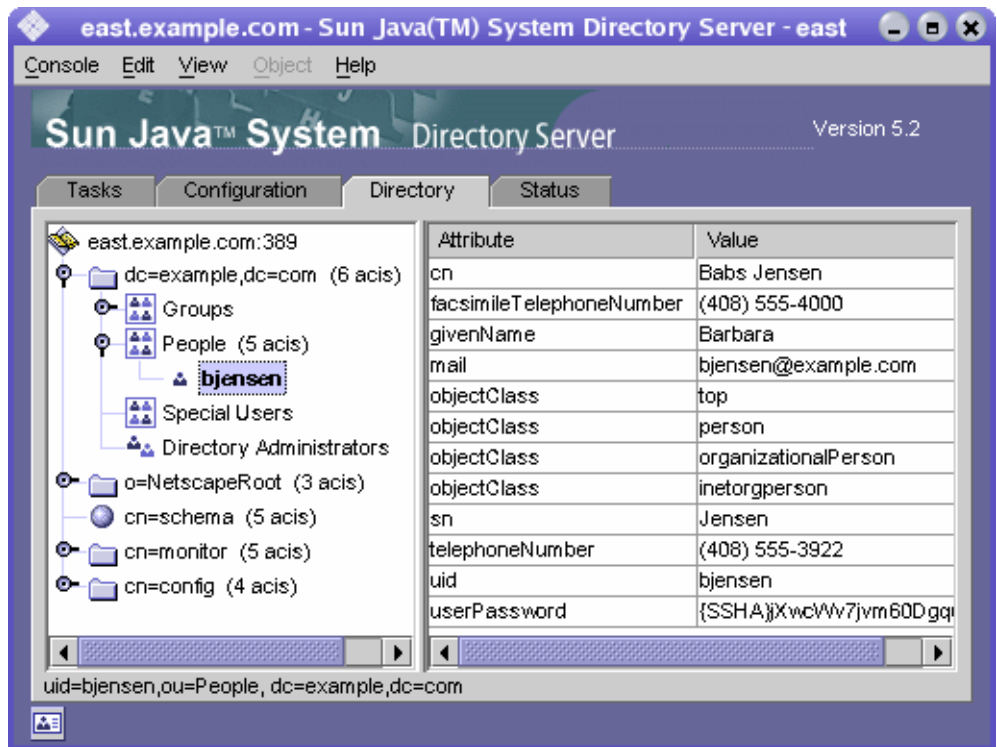 east.example.com - Sun Java(TM) System Directory Server - east
Console Edit View Object Help
Sun Java™ System Directory Server
Version 5.2
Tasks Configuration Directory Status
east.example.com:389
dc=example,dc=com (6 acis)
Groups
People (5 acis)
bjensen
Special Users
Directory Administrators
o=NetscapeRoot (3 acis)
cn=schema (5 acis)
cn=monitor (5 acis)
cn=config (4 acis)
Attribute Value
cn Babs Jensen
facsimileTelephoneNumber (408) 555-4000
givenName Barbara
mail bjensen@example.com
objectClass top
objectClass person
objectClass organizationalPerson
objectClass inetorgperson
sn Jensen
telephoneNumber (408) 555-3922
uid bjensen
userPassword
uid=bjensen,ou=People, dc=example,dc=com